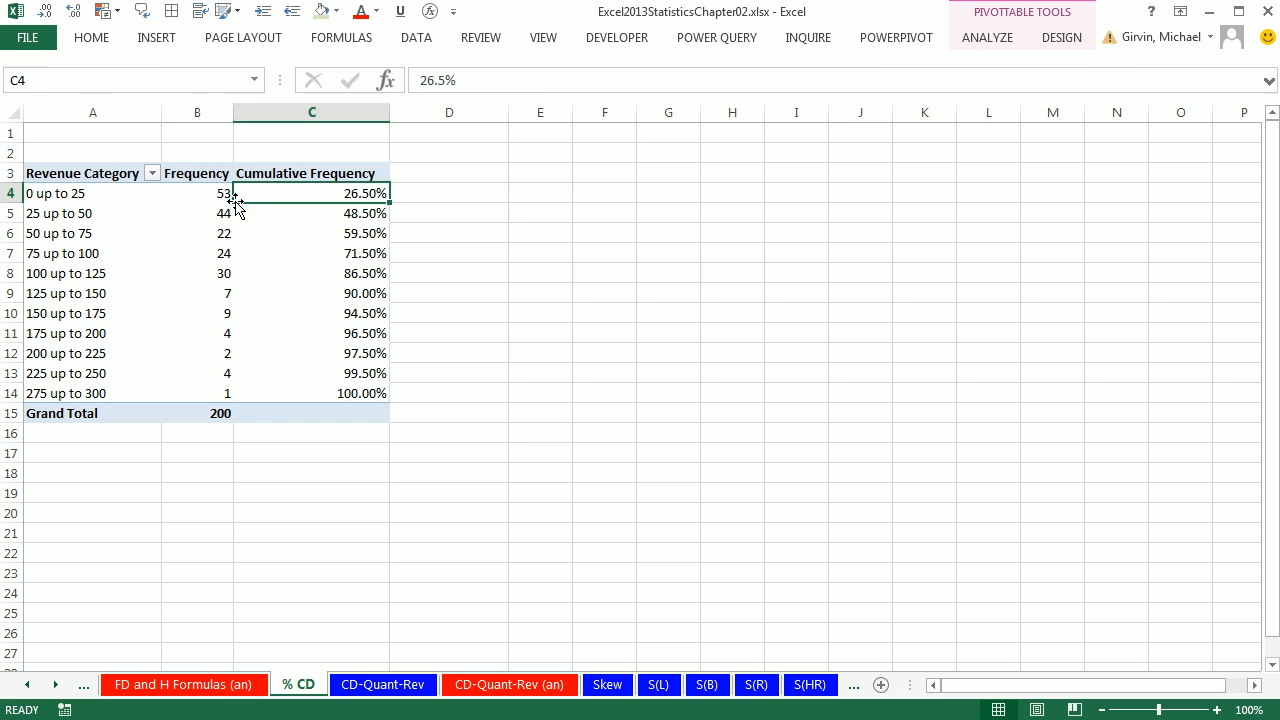 Excel2013StatisticsChapter02.xlsx - Excel
PIVOTTABLE TOOLS
FILE HOME INSERT PAGE LAYOUT FORMULAS DATA REVIEW VIEW DEVELOPER POWER QUERY INQUIRE POWERPIVOT ANALYZE DESIGN Girvin, Michael
C4 fx 26.5%
A B C D E F G H I J K L M N O P
1
2
3 Revenue Category Frequency Cumulative Frequency
4 0 up to 25 53 26.50%
5 25 up to 50 44 48.50%
6 50 up to 75 22 59.50%
7 75 up to 100 24 71.50%
8 100 up to 125 30 86.50%
9 125 up to 150 7 90.00%
10 150 up to 175 9 94.50%
11 175 up to 200 4 96.50%
12 200 up to 225 2 97.50%
13 225 up to 250 4 99.50%
14 275 up to 300 1 100.00%
15 Grand Total 200
16
17
18
19
20
21
22
23
24
25
26
27
... FD and H Formulas (an) % CD CD-Quant-Rev CD-Quant-Rev (an) Skew S(L) S(B) S(R) S(HR) ...
READY 100%